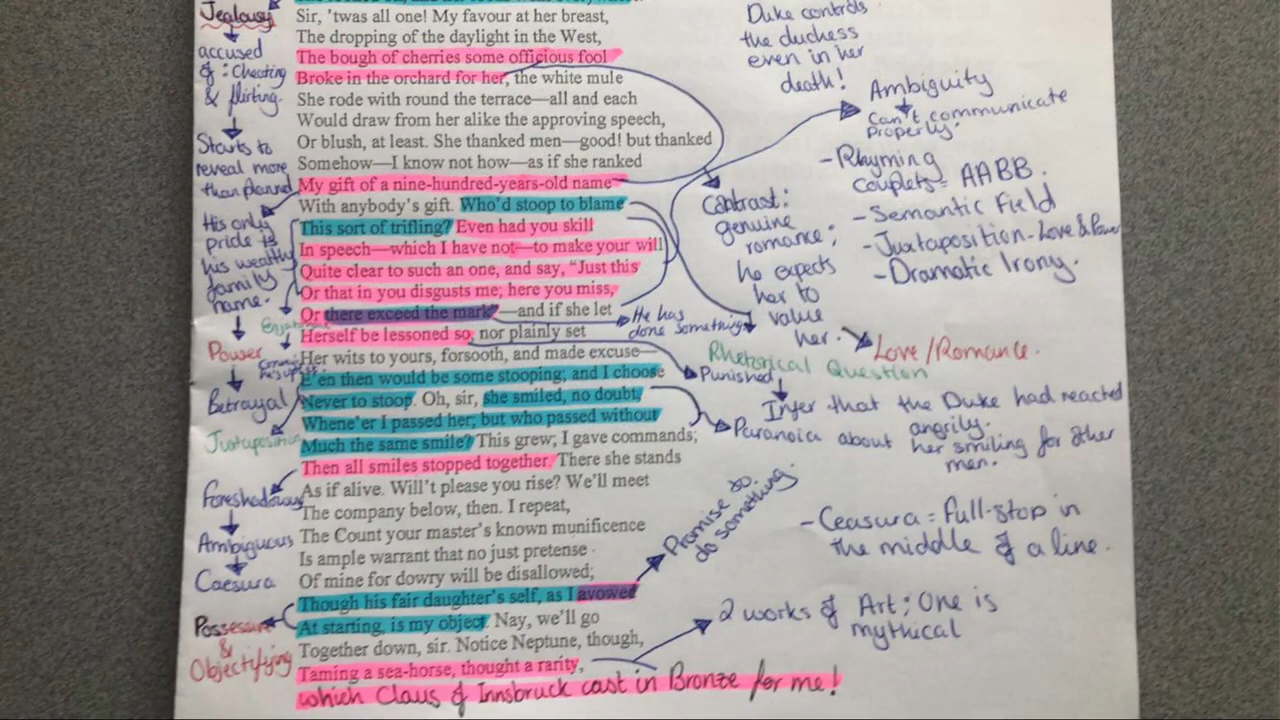 Jealousy
accused
of: Cheating
& flirting.
Starts to
reveal more
than planned
His only
pride is
his wealthy
family
name.
Power
Betrayal
Juxtaposition
Foreshadows
Ambiguous
Caesura
Possessive
&
Objectifying
Sir, 'twas all one! My favour at her breast,
The dropping of the daylight in the West,
The bough of cherries some officious fool
Broke in the orchard for her, the white mule
She rode with round the terrace—all and each
Would draw from her alike the approving speech,
Or blush, at least. She thanked men—good! but thanked
Somehow—I know not how—as if she ranked
My gift of a nine-hundred-years-old name
With anybody's gift. Who'd stoop to blame
This sort of trifling? Even had you skill
In speech—which I have not—to make your will
Quite clear to such an one, and say, "Just this
Or that in you disgusts me; here you miss,
Or there exceed the mark"—and if she let
Herself be lessoned so, nor plainly set
Her wits to yours, forsooth, and made excuse—
E'en then would be some stooping; and I choose
Never to stoop. Oh, sir, she smiled, no doubt,
Whene'er I passed her; but who passed without
Much the same smile? This grew; I gave commands;
Then all smiles stopped together. There she stands
As if alive. Will't please you rise? We'll meet
The company below, then. I repeat,
The Count your master's known munificence
Is ample warrant that no just pretense
Of mine for dowry will be disallowed;
Though his fair daughter's self, as I avowed
At starting, is my object. Nay, we'll go
Together down, sir. Notice Neptune, though,
Taming a sea-horse, thought a rarity,
which Claus of Innsbruck cast in Bronze for me!
Duke controls
the duchess
even in her
death!
Ambiguity
Can't communicate
Properly.
- Rhyming
Couplets = AABB.
- Semantic Field
- Juxtaposition - Love & Power
- Dramatic Irony.
Contrast:
genuine
romance;
he expects
her to
value
her.
Love/Romance.
He has
done something
Rhetorical Question
Punished
Infer that the Duke had reacted
angrily.
Paranoia about her smiling for other
men.
Promise to
do something.
- Ceasura = Full-stop in
the middle of a line.
2 works of Art; One is
mythical